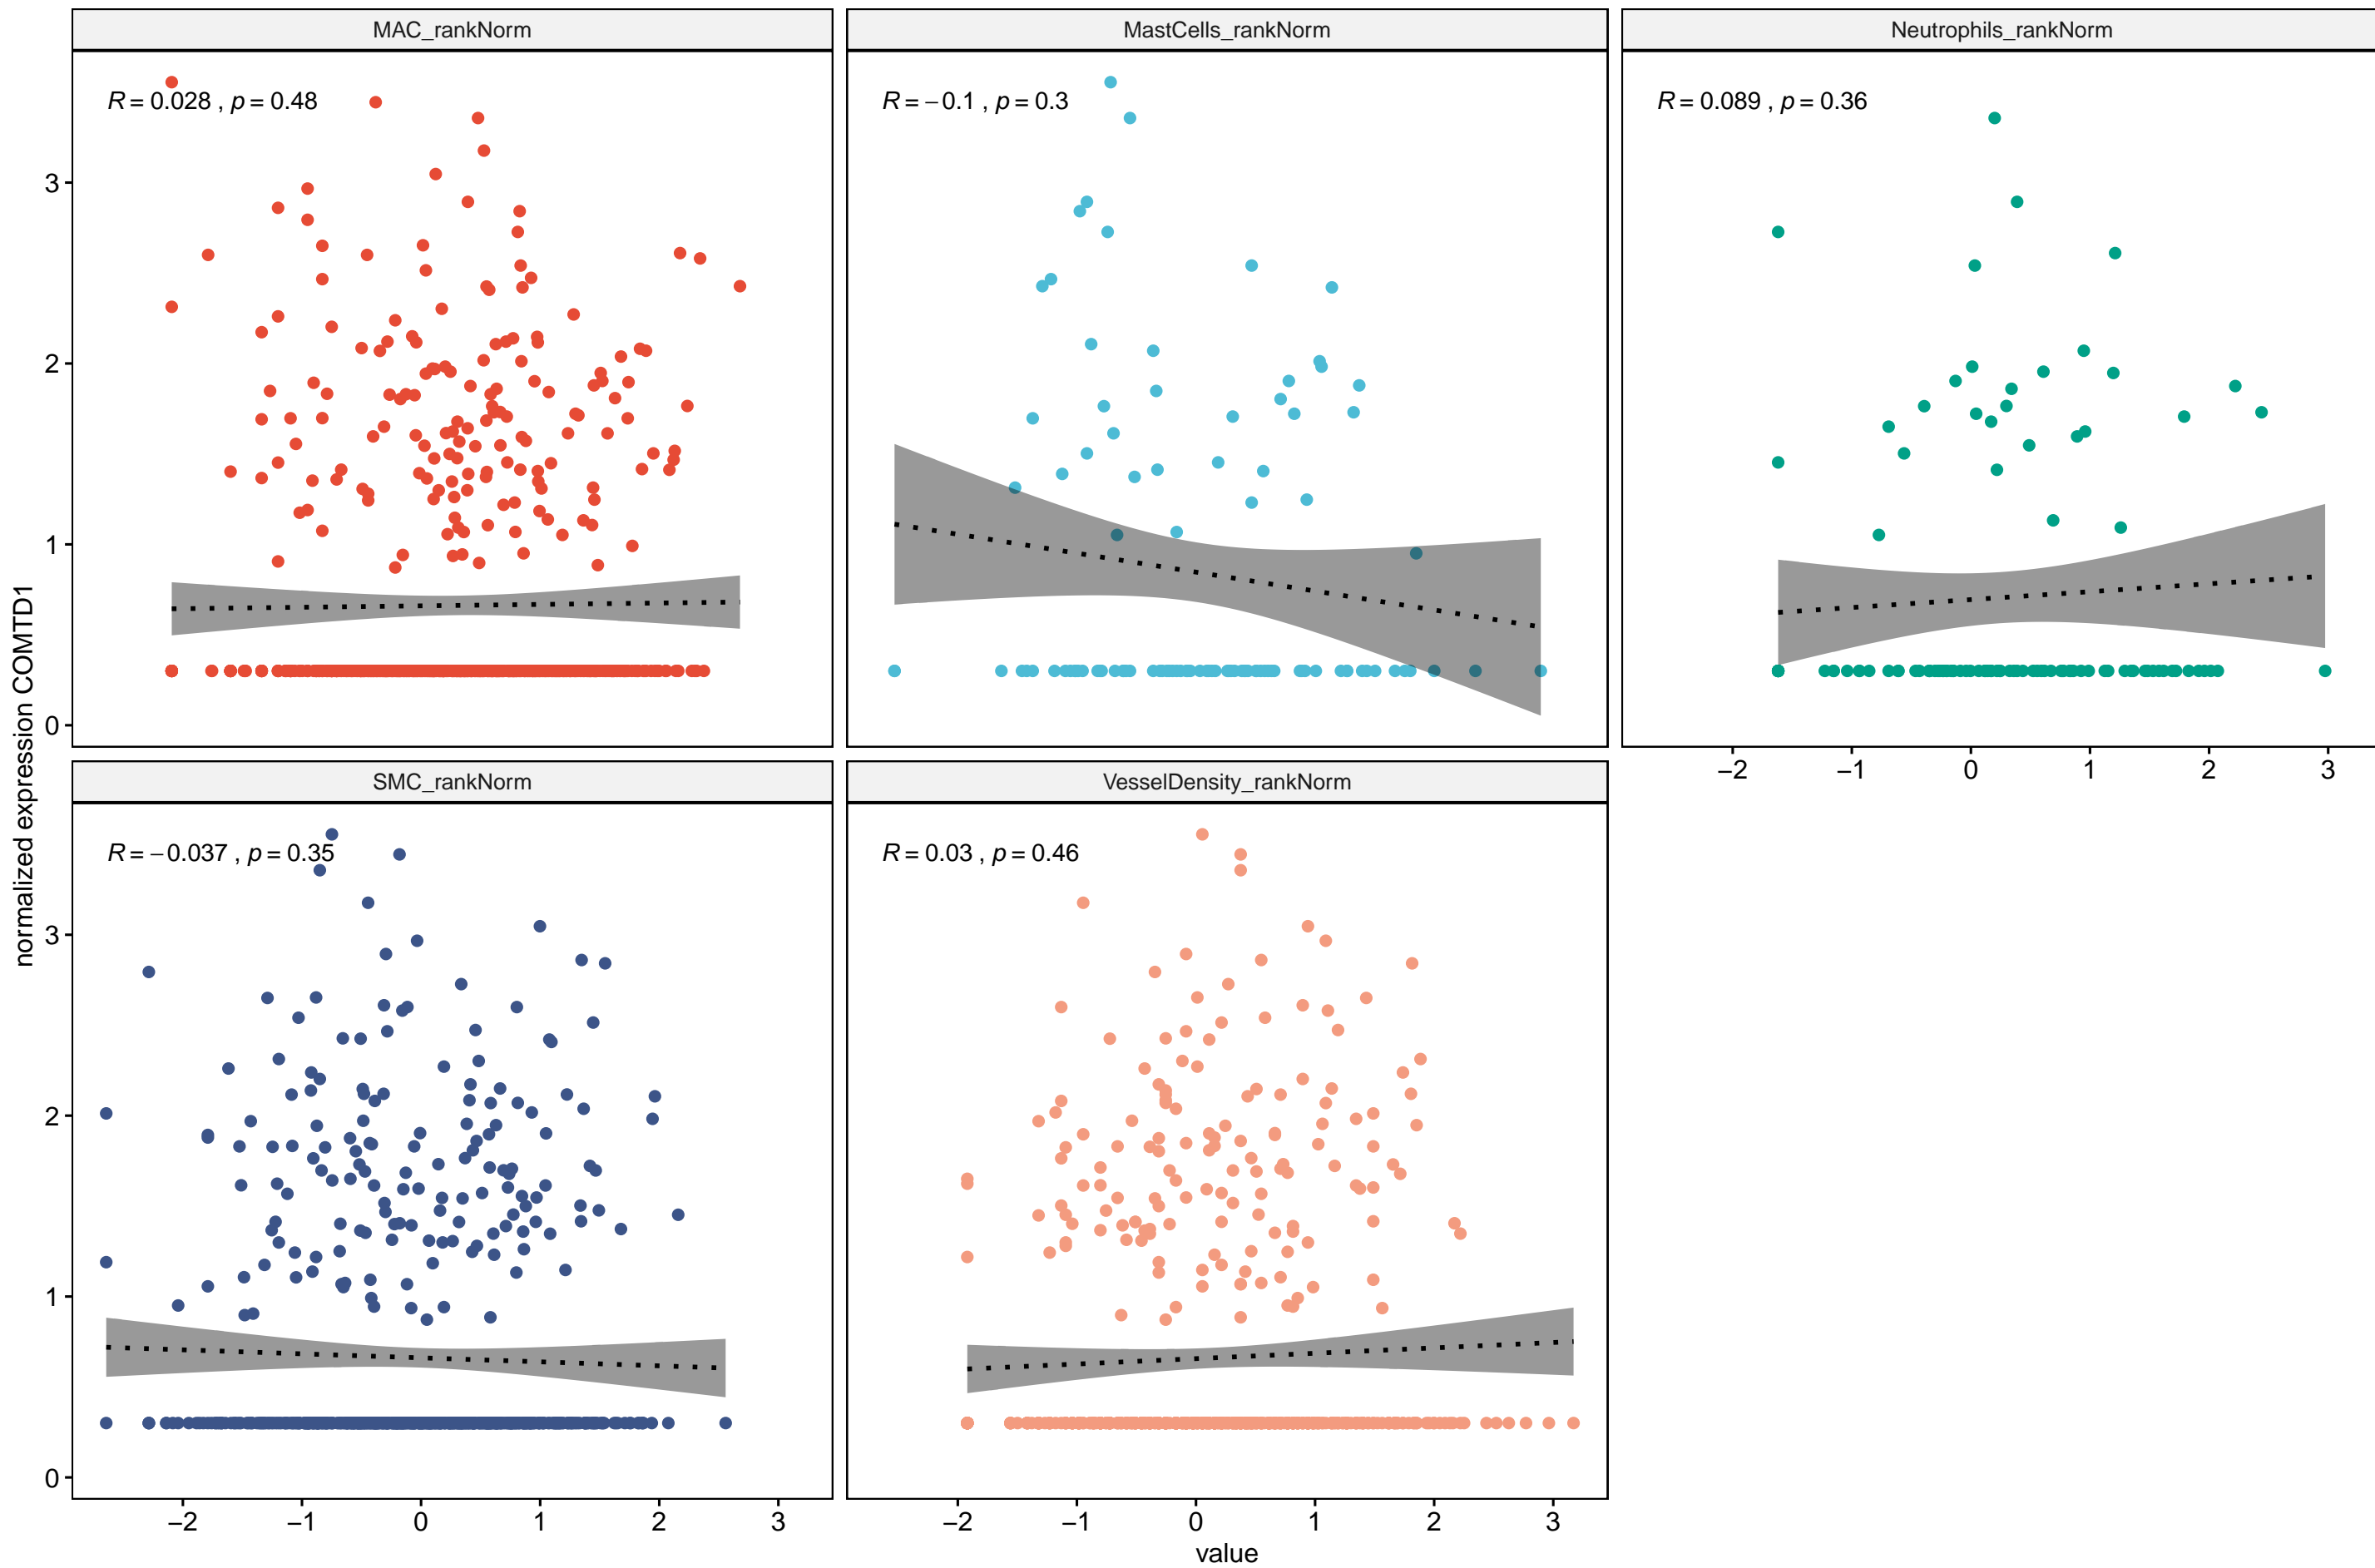 MAC_rankNorm
MastCells_rankNorm
Neutrophils_rankNorm
R = 0.028 , p = 0.48
R = −0.1 , p = 0.3
R = 0.089 , p = 0.36
3
2
1
0
−2 −1 0 1 2 3
normalized expression COMTD1
SMC_rankNorm
VesselDensity_rankNorm
R = −0.037 , p = 0.35
R = 0.03 , p = 0.46
3
2
1
0
−2 −1 0 1 2 3
−2 −1 0 1 2 3
value